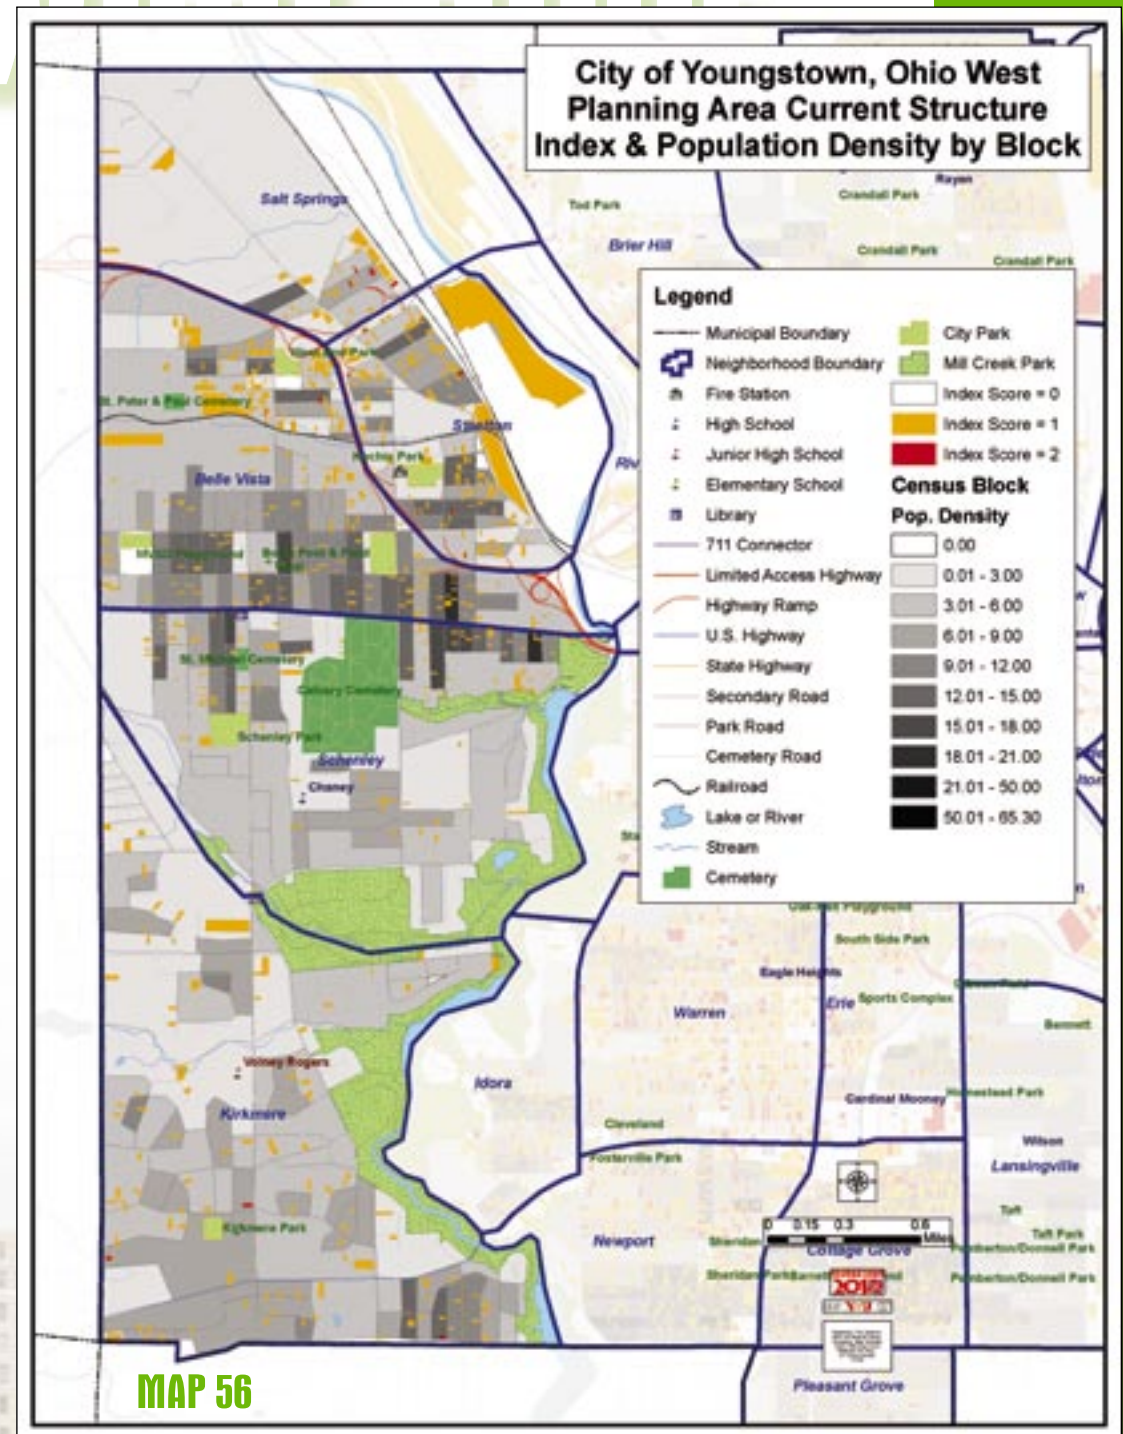 City of Youngstown, Ohio West
Planning Area Current Structure
Index & Population Density by Block
Rayen
Crandall Park
Tod Park
Salt Springs
Brier Hill
Crandall Park
Crandall Park
Legend
Municipal Boundary
Neighborhood Boundary
Fire Station
High School
Junior High School
Elementary School
Library
711 Connector
Limited Access Highway
Highway Ramp
U.S. Highway
State Highway
Secondary Road
Park Road
Cemetery Road
Railroad
Lake or River
Stream
Cemetery
City Park
Mill Creek Park
Index Score = 0
Index Score = 1
Index Score = 2
Census Block
Pop. Density
0.00
0.01 - 3.00
3.01 - 6.00
6.01 - 9.00
9.01 - 12.00
12.01 - 15.00
15.01 - 18.00
18.01 - 21.00
21.01 - 50.00
50.01 - 65.30
St. Peter & Paul Cemetery
Steelton
Riv
Belle Vista
Calvary Cemetery
Schenley Park
Schenley
Chaney
South Side Park
Eagle Heights
Erie
Sports Complex
Warren
Bennett
Volney Rogers
Idora
Kirkmere
Cardinal Mooney
Homestead Park
Cleveland
Fosterville Park
Wilson
Lansingville
Taft
Taft Park
Kirkmere Park
Newport
Sheridan
0 0.15 0.3 0.6
Miles
Cottage Grove
Pemberton/Donnell Park
Sheridan Park
Pemberton/Donnell Park
Pleasant Grove
MAP 56